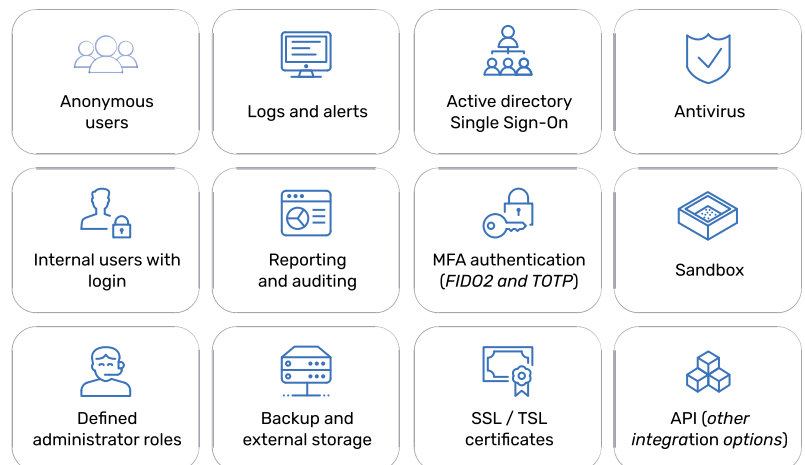 Anonymous
users
Logs and alerts
Active directory
Single Sign-On
Antivirus
Internal users with
login
Reporting
and auditing
MFA authentication
(FIDO2 and TOTP)
Sandbox
Defined
administrator roles
Backup and
external storage
SSL / TSL
certificates
API (other
integration options)